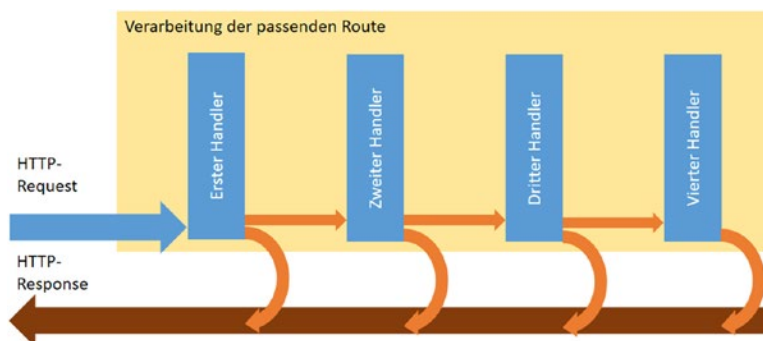 Verarbeitung der passenden Route
Erster Handler
Zweiter Handler
Dritter Handler
Vierter Handler
HTTP-
Request
HTTP-
Response